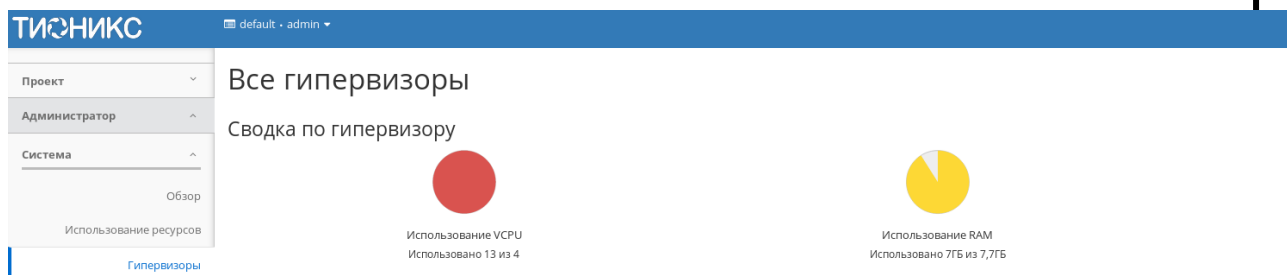 ТИОНИКС
default • admin
Проект
Администратор
Система
Обзор
Использование ресурсов
Гипервизоры
Все гипервизоры
Сводка по гипервизору
Использование VCPU
Использовано 13 из 4
Использование RAM
Использовано 7ГБ из 7,7ГБ